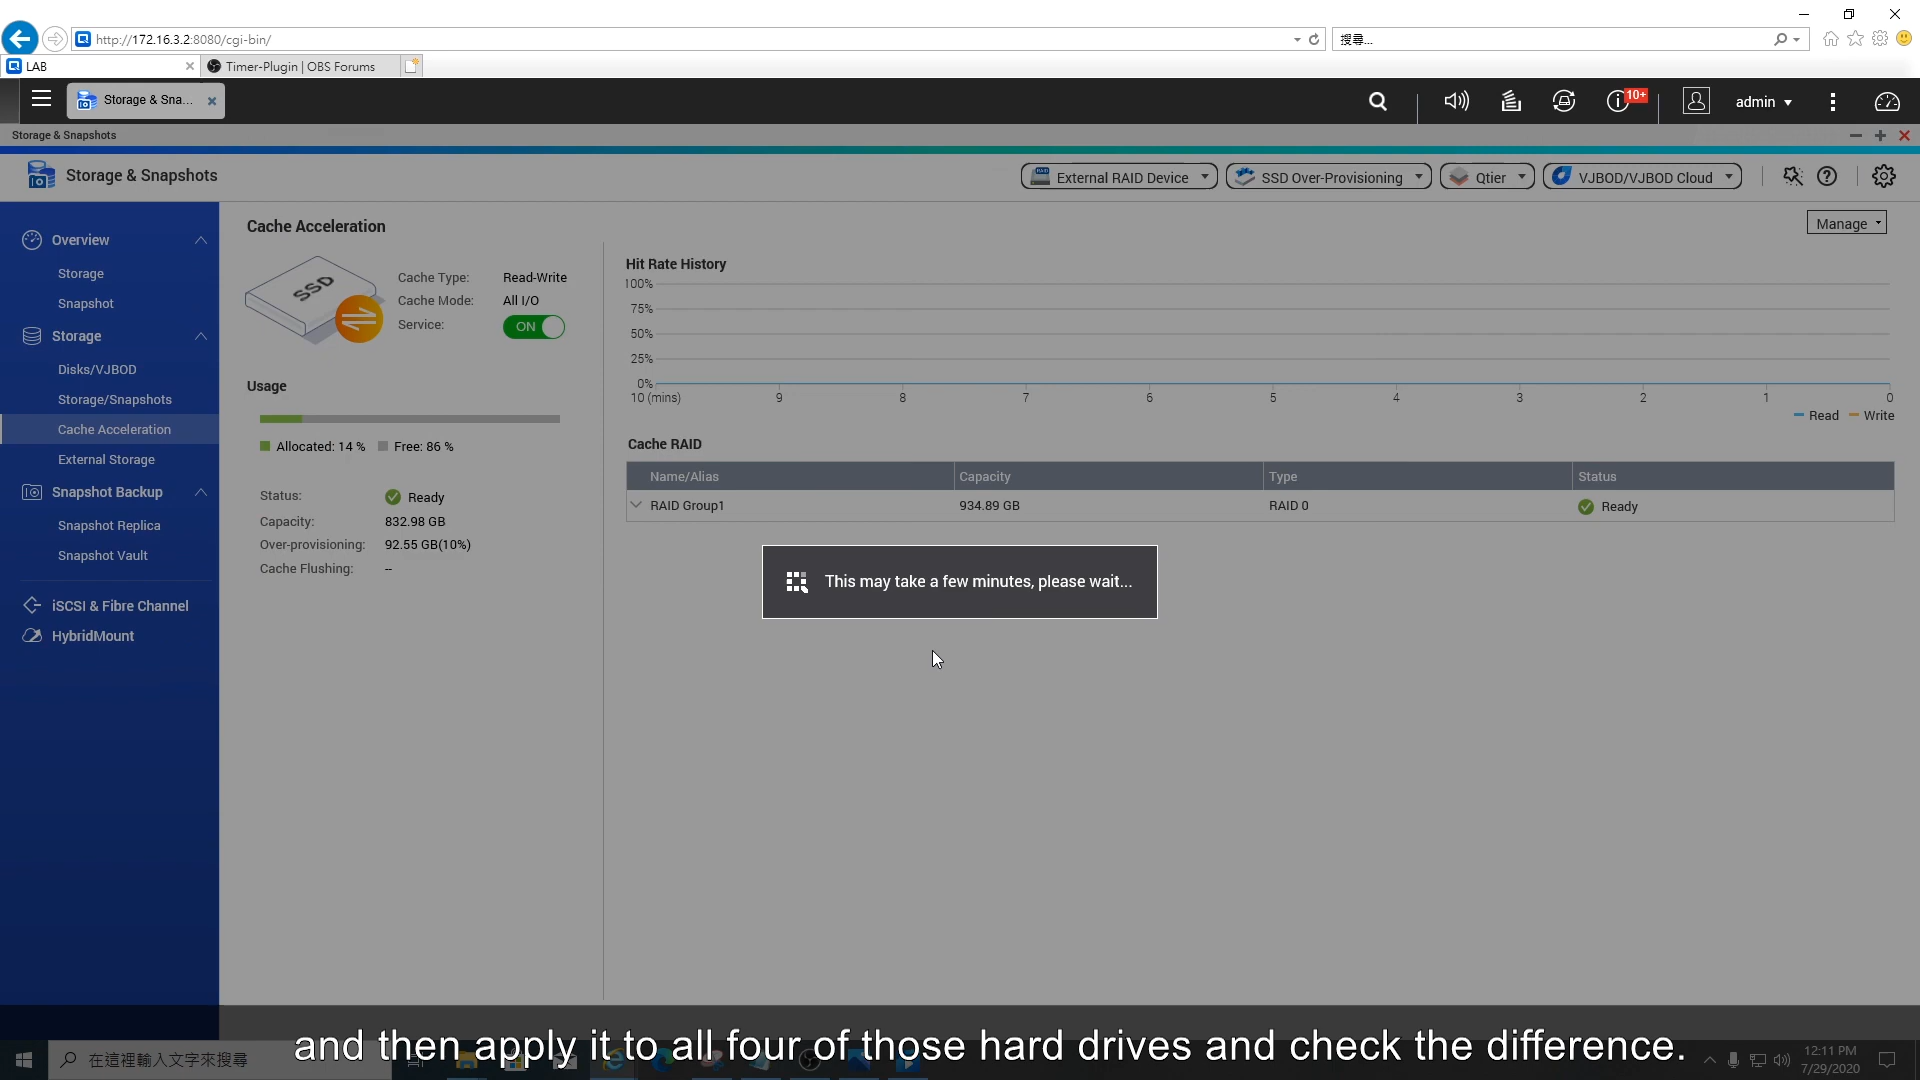 http://172.16.3.2:8080/cgi-bin/
搜尋...
LAB
Timer-Plugin | OBS Forums
Storage & Sna...
10+
admin
Storage & Snapshots
Storage & Snapshots
External RAID Device
SSD Over-Provisioning
Qtier
VJBOD/VJBOD Cloud
Overview
Storage
Snapshot
Storage
Disks/VJBOD
Storage/Snapshots
Cache Acceleration
External Storage
Snapshot Backup
Snapshot Replica
Snapshot Vault
iSCSI & Fibre Channel
HybridMount
Cache Acceleration
Manage
SSD
Cache Type: Read-Write
Cache Mode: All I/O
Service: ON
Usage
Allocated: 14 % Free: 86 %
Status: Ready
Capacity: 832.98 GB
Over-provisioning: 92.55 GB(10%)
Cache Flushing: --
Hit Rate History
100%
75%
50%
25%
0%
10 (mins) 9 8 7 6 5 4 3 2 1 0
Read Write
Cache RAID
Name/Alias Capacity Type Status
RAID Group1 934.89 GB RAID 0 Ready
This may take a few minutes, please wait...
and then apply it to all four of those hard drives and check the difference.
在這裡輸入文字來搜尋
12:11 PM
7/29/2020